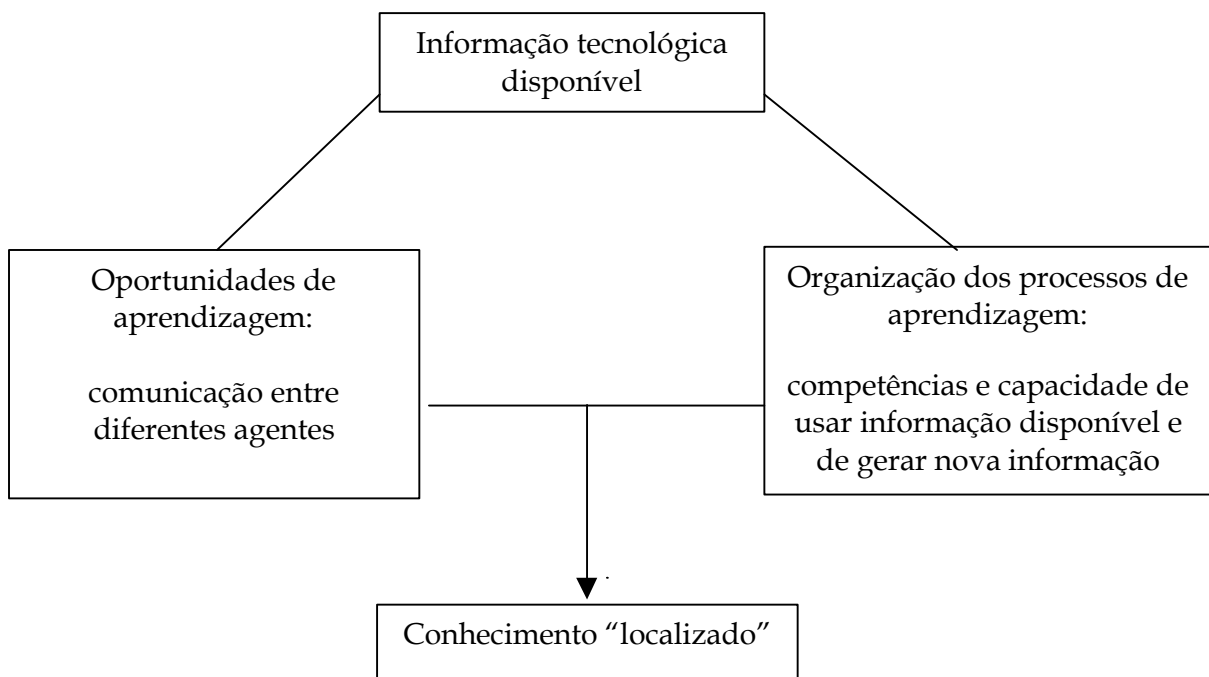 Informação tecnológica
disponível
Oportunidades de
aprendizagem:
comunicação entre
diferentes agentes
Organização dos processos de
aprendizagem:
competências e capacidade de
usar informação disponível e
de gerar nova informação
Conhecimento “localizado”